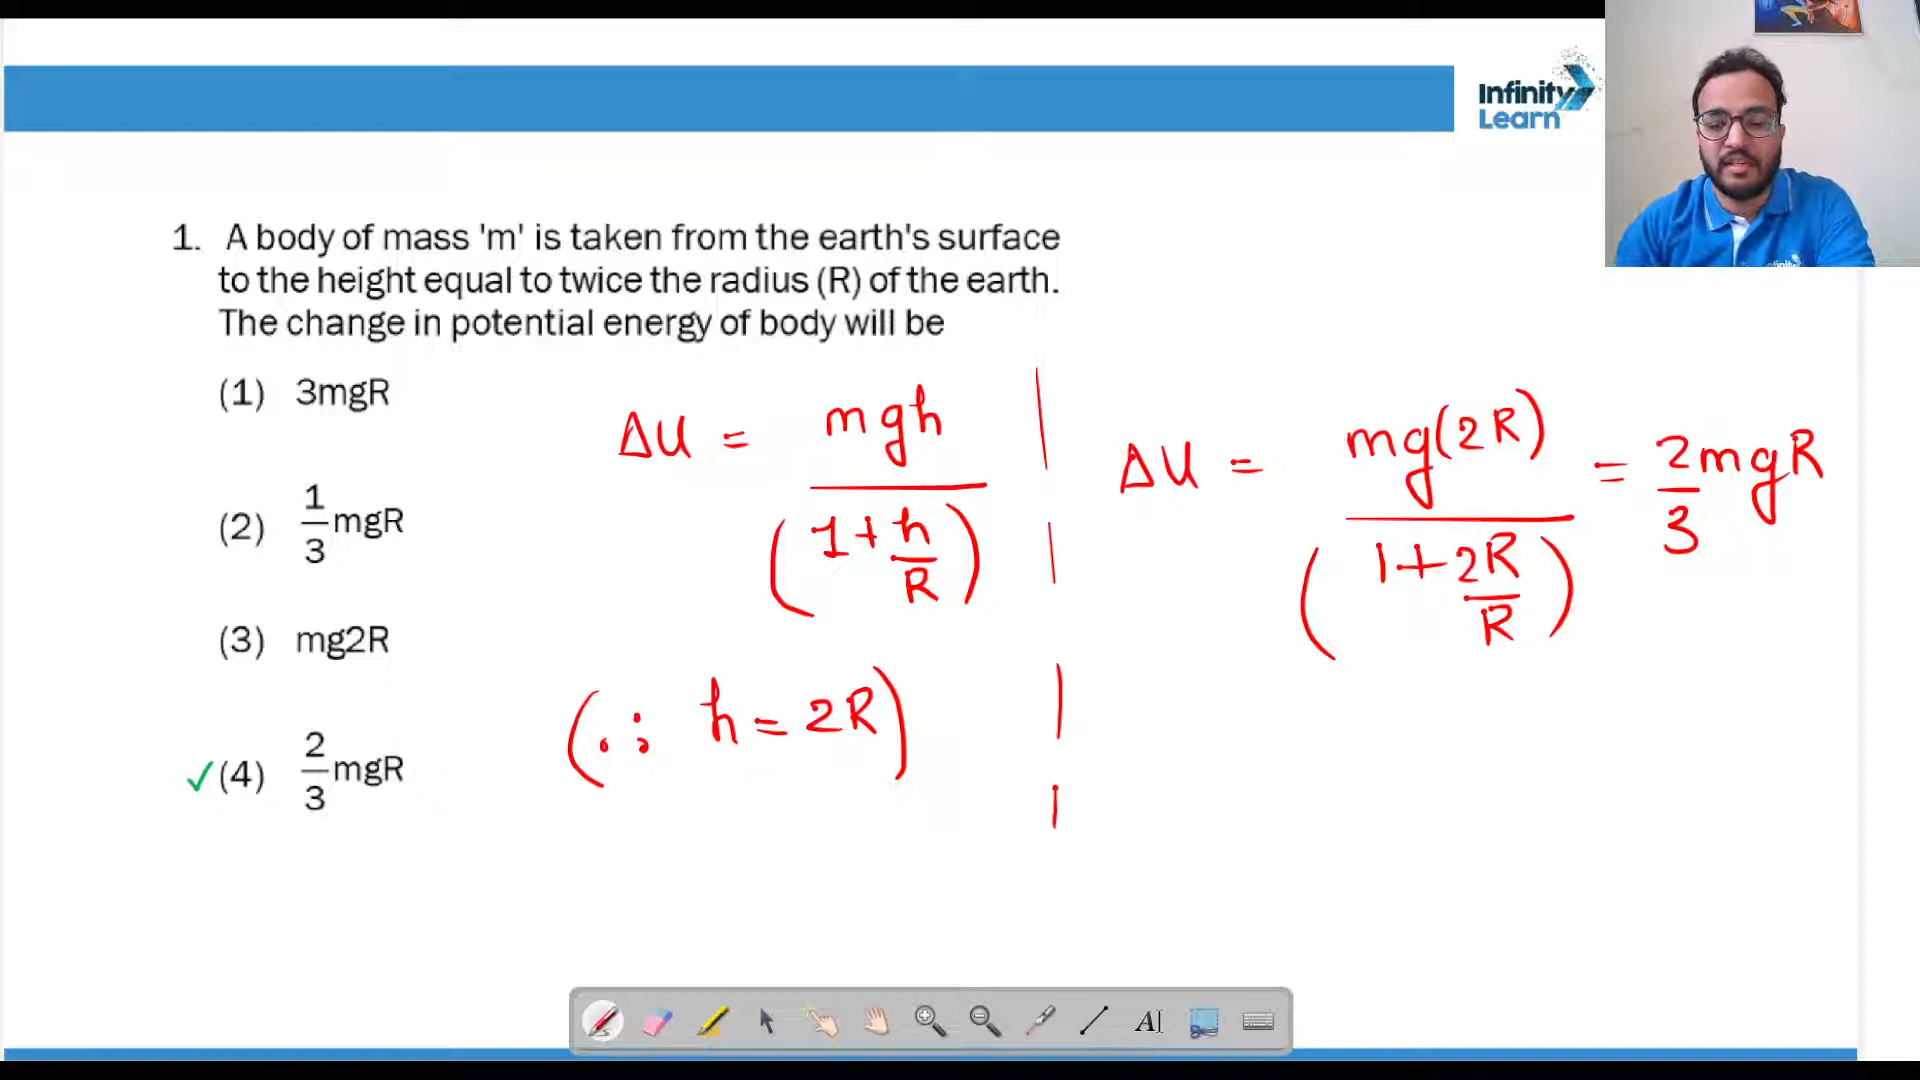 Infinity
Learn
1. A body of mass 'm' is taken from the earth's surface
to the height equal to twice the radius (R) of the earth.
The change in potential energy of body will be
(1) 3mgR
(2) 1/3 mgR
(3) mg2R
✓(4) 2/3 mgR
ΔU = mgh / (1 + h/R)
(∴ h = 2R)
ΔU = mg(2R) / (1 + 2R/R) = 2/3 mgR
A